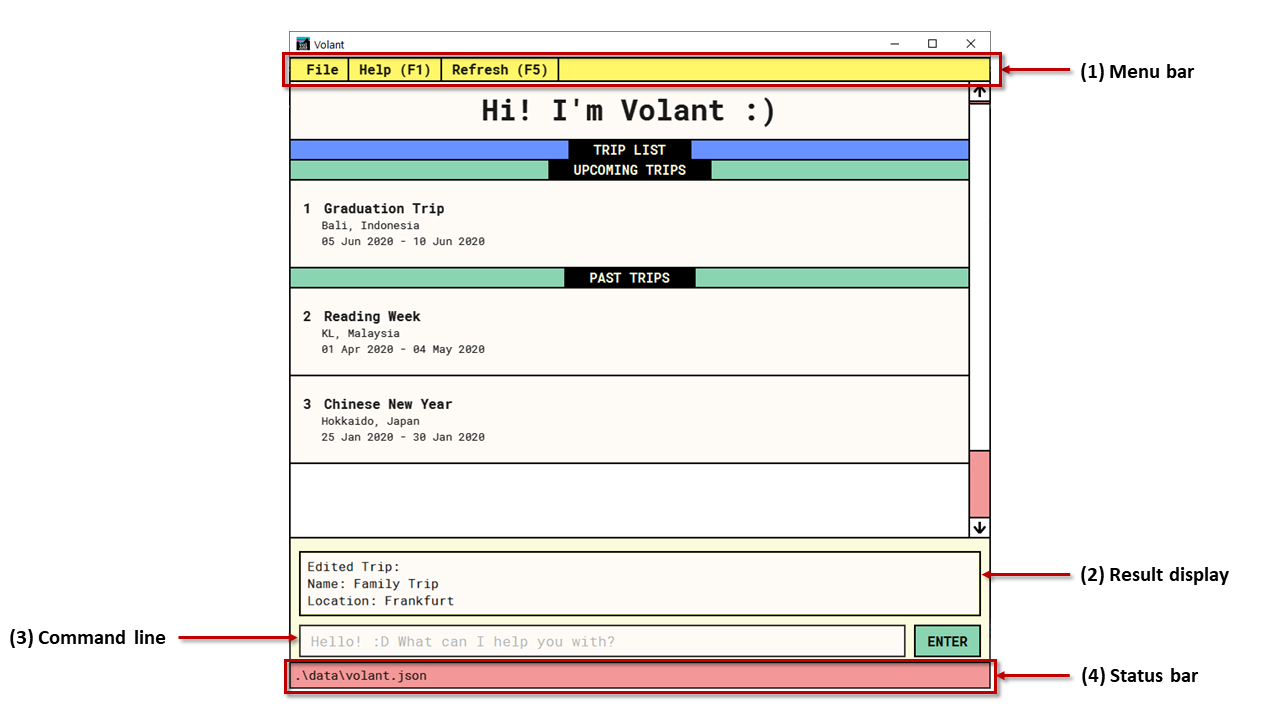 Volant
File Help (F1) Refresh (F5)
(1) Menu bar
Hi! I'm Volant :)
TRIP LIST
UPCOMING TRIPS
1 Graduation Trip
Bali, Indonesia
05 Jun 2020 - 10 Jun 2020
PAST TRIPS
2 Reading Week
KL, Malaysia
01 Apr 2020 - 04 May 2020
3 Chinese New Year
Hokkaido, Japan
25 Jan 2020 - 30 Jan 2020
Edited Trip:
Name: Family Trip
Location: Frankfurt
(2) Result display
(3) Command line
Hello! :D What can I help you with?
ENTER
.\data\volant.json
(4) Status bar